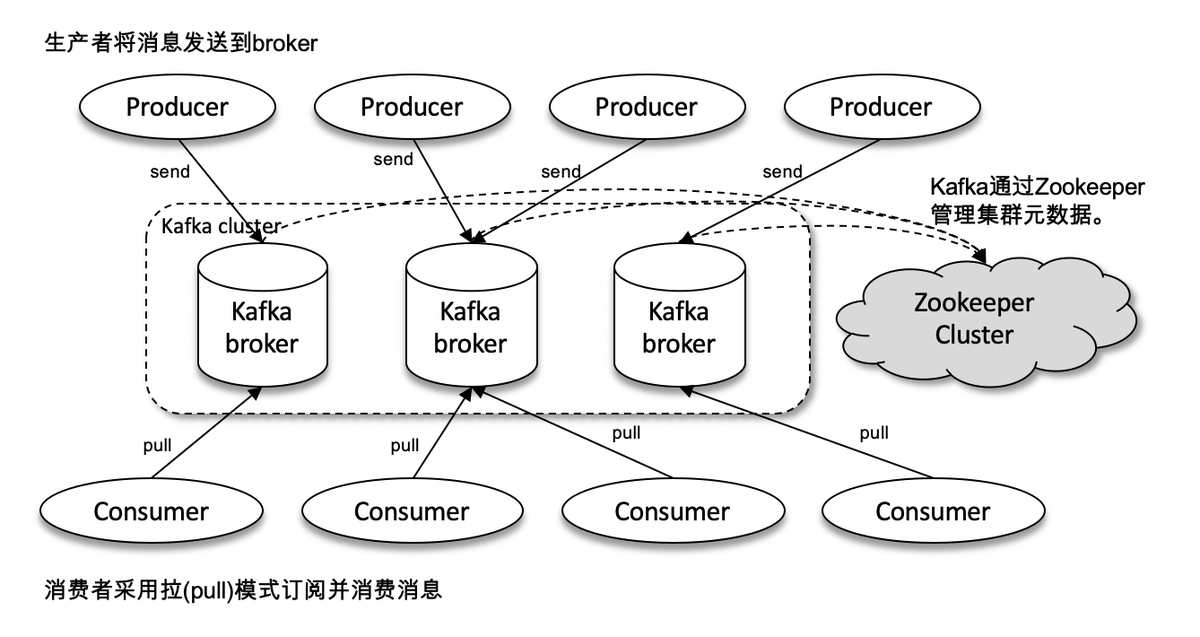 生产者将消息发送到broker
Producer
Producer
Producer
Producer
send
send
send
send
Kafka通过Zookeeper
管理集群元数据。
Kafka cluster
Kafka
broker
Kafka
broker
Kafka
broker
Zookeeper
Cluster
pull
pull
pull
pull
Consumer
Consumer
Consumer
Consumer
消费者采用拉(pull)模式订阅并消费消息